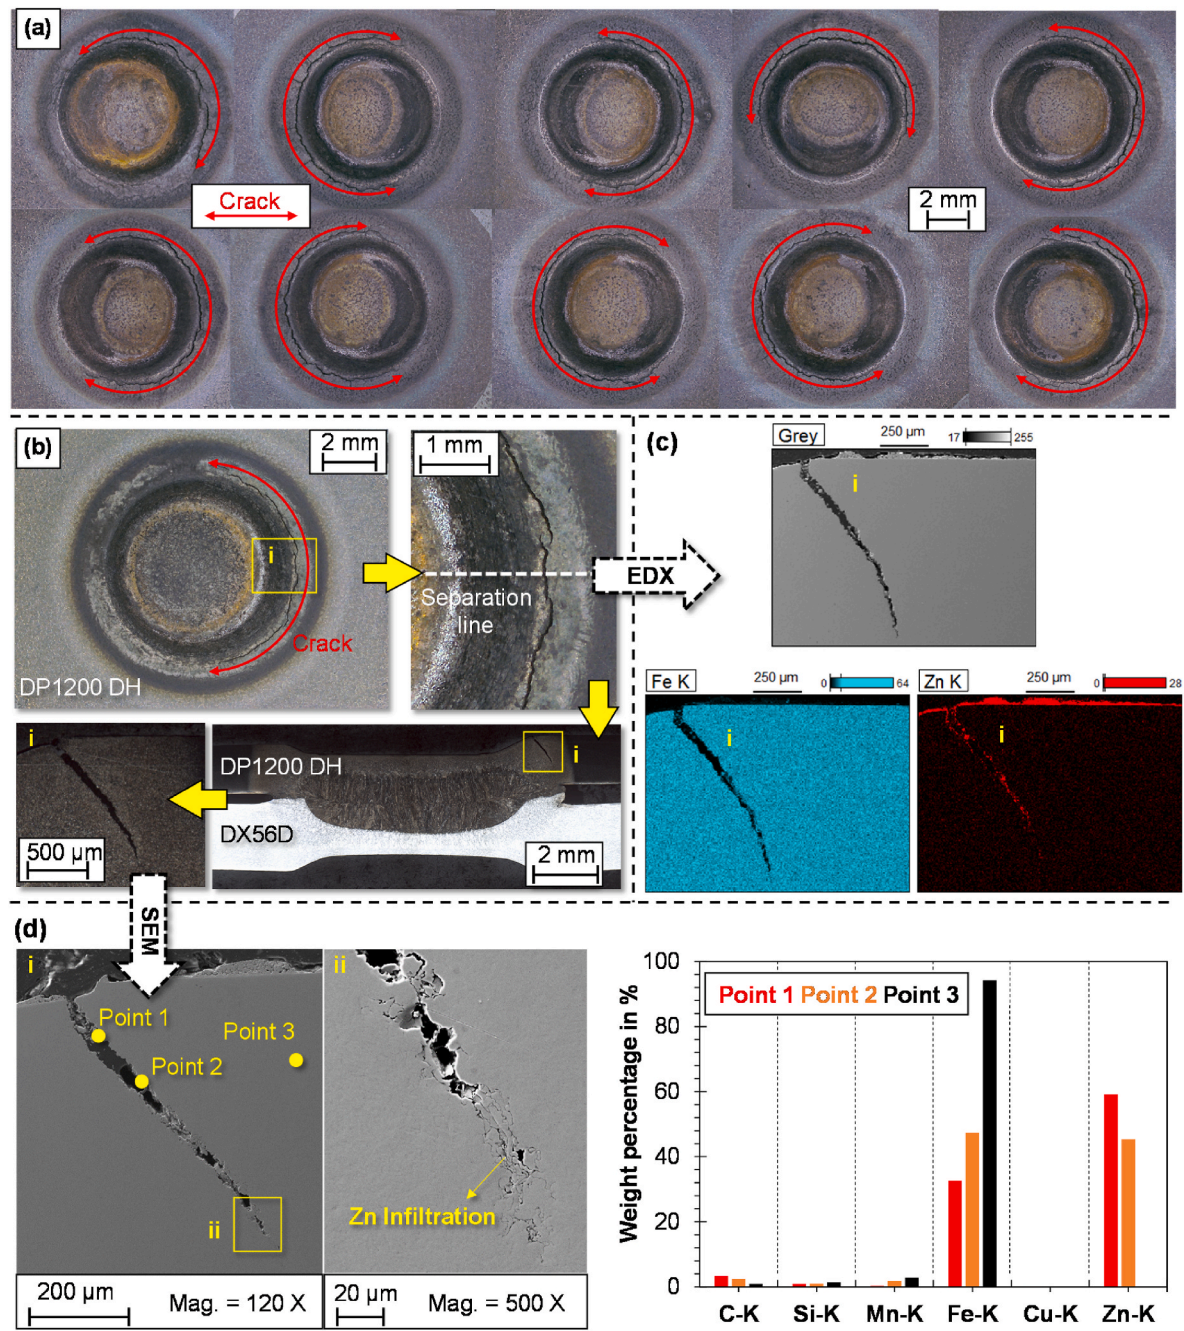 (a)
Crack
2 mm
(b)
2 mm
i
Crack
DP1200 DH
1 mm
Separation
line
EDX
(c)
Grey
250 µm
17
255
i
Fe K
250 µm
0
64
i
Zn K
250 µm
0
28
i
i
500 µm
DP1200 DH
i
DX56D
2 mm
SEM
(d)
i
Point 1
Point 2
Point 3
ii
200 µm
Mag. = 120 X
ii
Zn Infiltration
20 µm
Mag. = 500 X
Weight percentage in %
100
80
60
40
20
0
Point 1 Point 2 Point 3
C-K Si-K Mn-K Fe-K Cu-K Zn-K